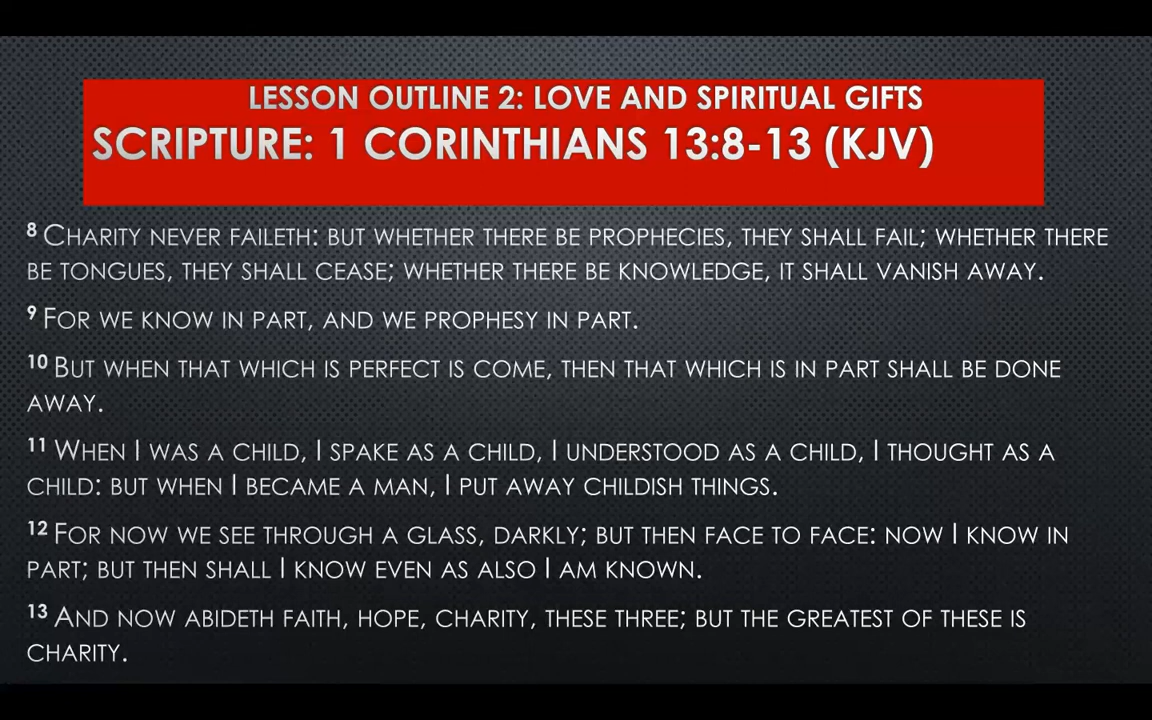 LESSON OUTLINE 2: LOVE AND SPIRITUAL GIFTS
SCRIPTURE: 1 CORINTHIANS 13:8-13 (KJV)
8 CHARITY NEVER FAILETH: BUT WHETHER THERE BE PROPHECIES, THEY SHALL FAIL; WHETHER THERE
BE TONGUES, THEY SHALL CEASE; WHETHER THERE BE KNOWLEDGE, IT SHALL VANISH AWAY.
9 FOR WE KNOW IN PART, AND WE PROPHESY IN PART.
10 BUT WHEN THAT WHICH IS PERFECT IS COME, THEN THAT WHICH IS IN PART SHALL BE DONE
AWAY.
11 WHEN I WAS A CHILD, I SPAKE AS A CHILD, I UNDERSTOOD AS A CHILD, I THOUGHT AS A
CHILD: BUT WHEN I BECAME A MAN, I PUT AWAY CHILDISH THINGS.
12 FOR NOW WE SEE THROUGH A GLASS, DARKLY; BUT THEN FACE TO FACE: NOW I KNOW IN
PART; BUT THEN SHALL I KNOW EVEN AS ALSO I AM KNOWN.
13 AND NOW ABIDETH FAITH, HOPE, CHARITY, THESE THREE; BUT THE GREATEST OF THESE IS
CHARITY.